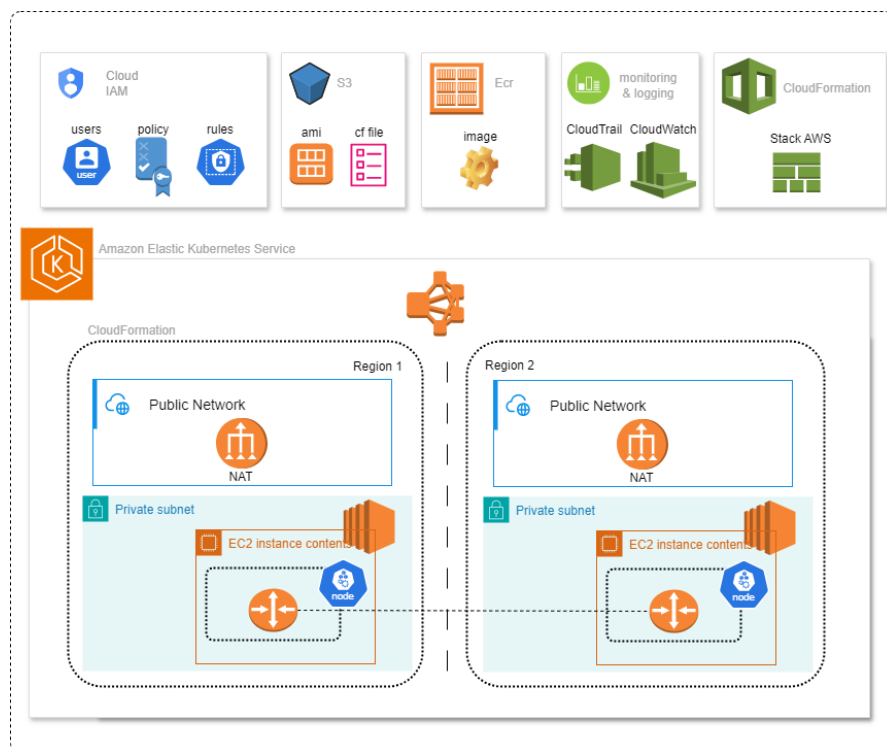 Cloud
IAM
users
policy
rules
user
S3
ami
cf file
Ecr
image
monitoring
& logging
CloudTrail
CloudWatch
CloudFormation
Stack AWS
K
Amazon Elastic Kubernetes Service
CloudFormation
Region 1
Public Network
NAT
Private subnet
EC2 instance contents
node
Region 2
Public Network
NAT
Private subnet
EC2 instance contents
node